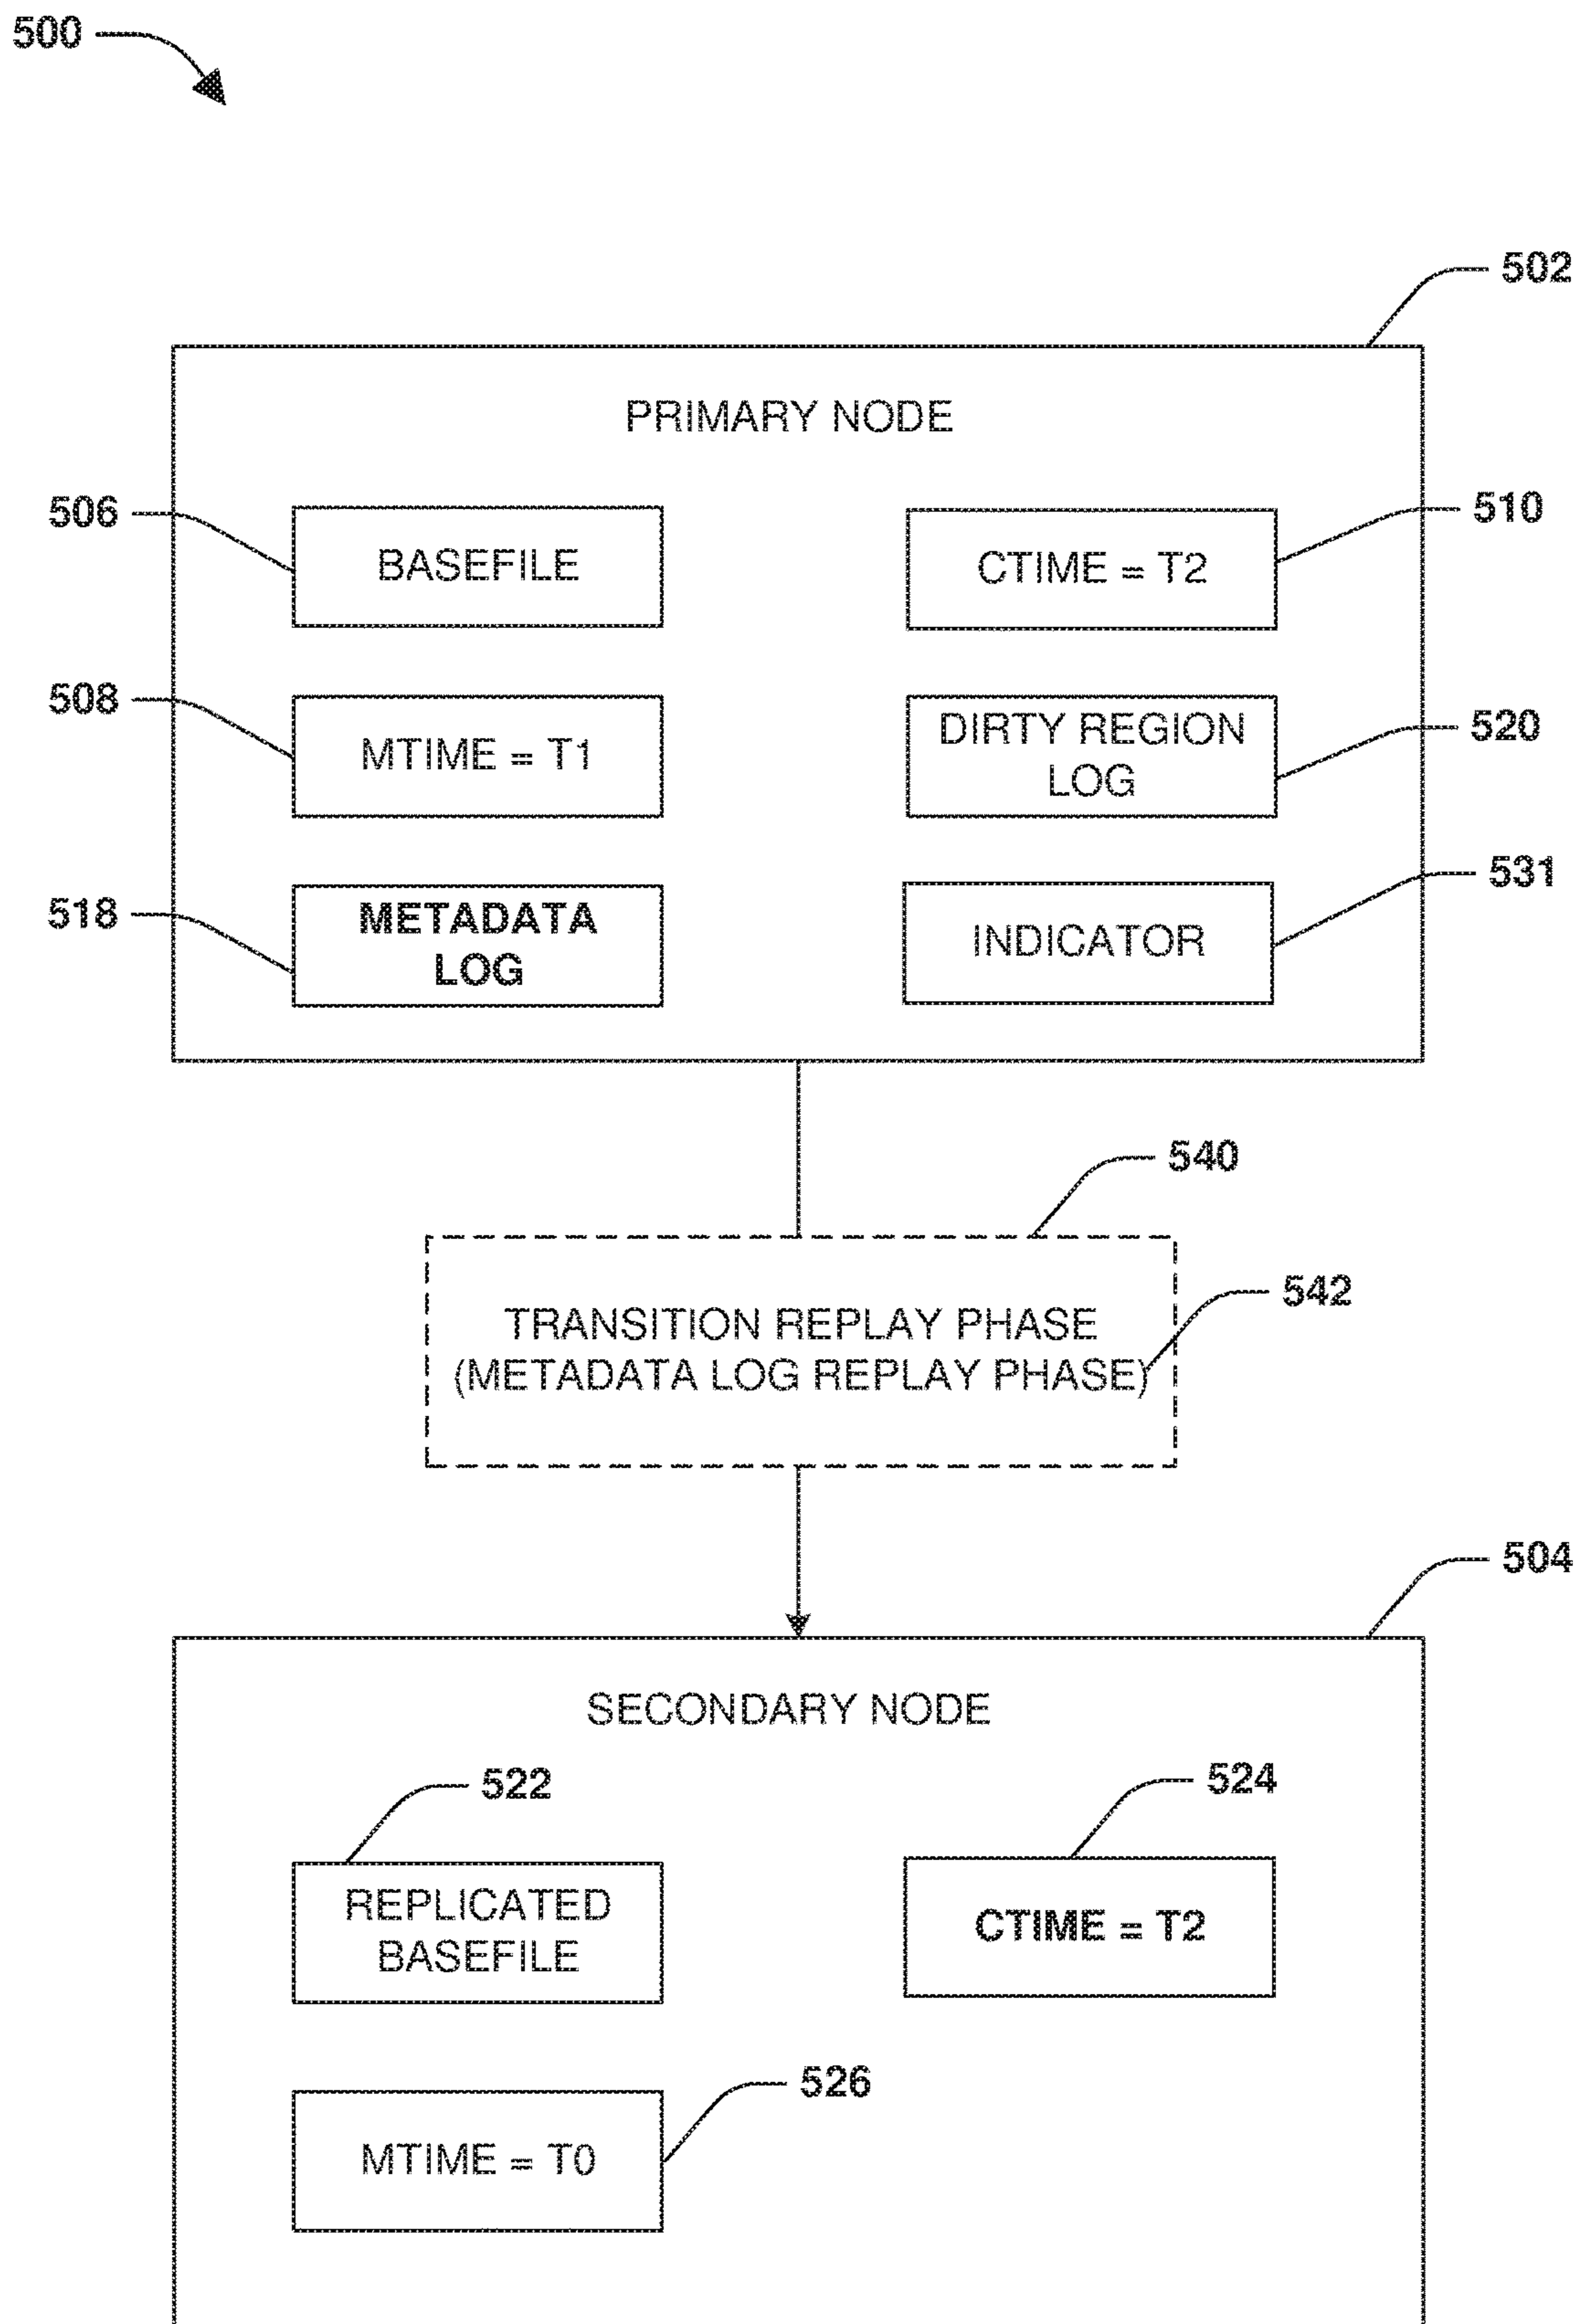 500
502
PRIMARY NODE
506
BASEFILE
CTIME = T2
510
508
MTIME = T1
DIRTY REGION
LOG
520
518
METADATA
LOG
INDICATOR
531
540
TRANSITION REPLAY PHASE
(METADATA LOG REPLAY PHASE)
542
504
SECONDARY NODE
522
REPLICATED
BASEFILE
524
CTIME = T2
526
MTIME = T0